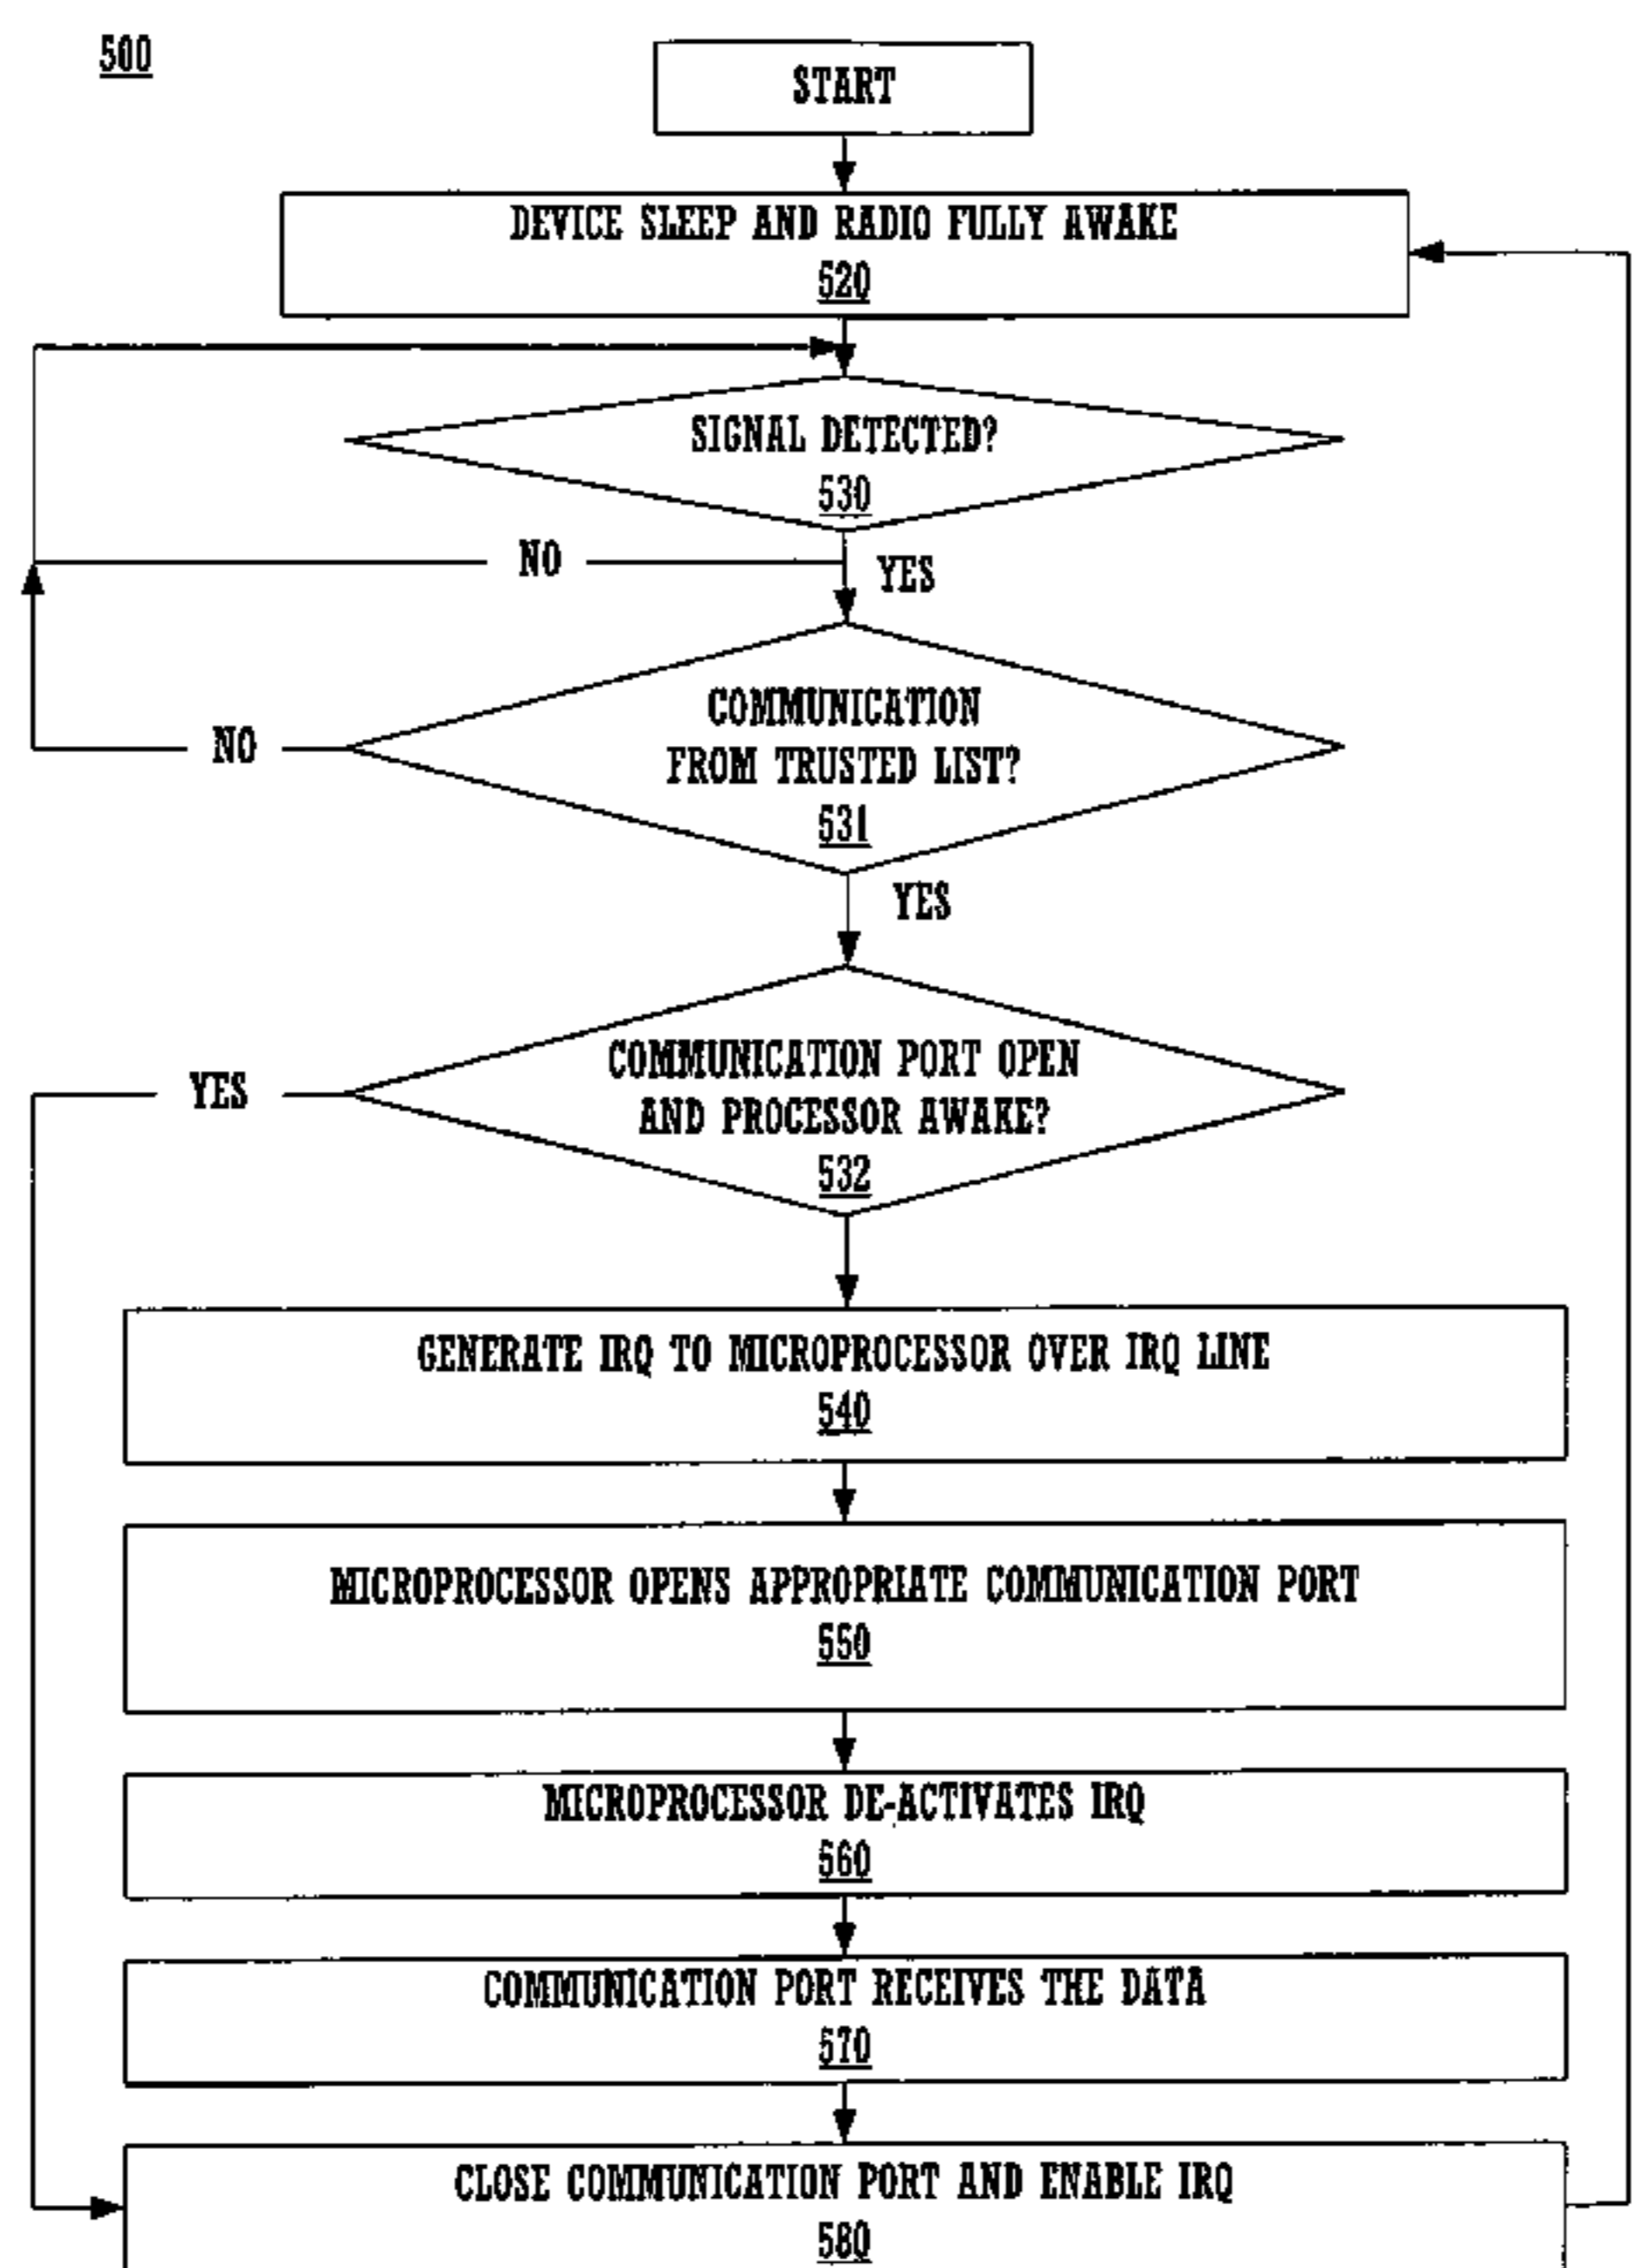 500
START
DEVICE SLEEP AND RADIO FULLY AWAKE
520
SIGNAL DETECTED?
530
NO
YES
COMMUNICATION
FROM TRUSTED LIST?
531
NO
YES
COMMUNICATION PORT OPEN
AND PROCESSOR AWAKE?
532
YES
GENERATE IRQ TO MICROPROCESSOR OVER IRQ LINE
540
MICROPROCESSOR OPENS APPROPRIATE COMMUNICATION PORT
550
MICROPROCESSOR DE-ACTIVATES IRQ
560
COMMUNICATION PORT RECEIVES THE DATA
570
CLOSE COMMUNICATION PORT AND ENABLE IRQ
580